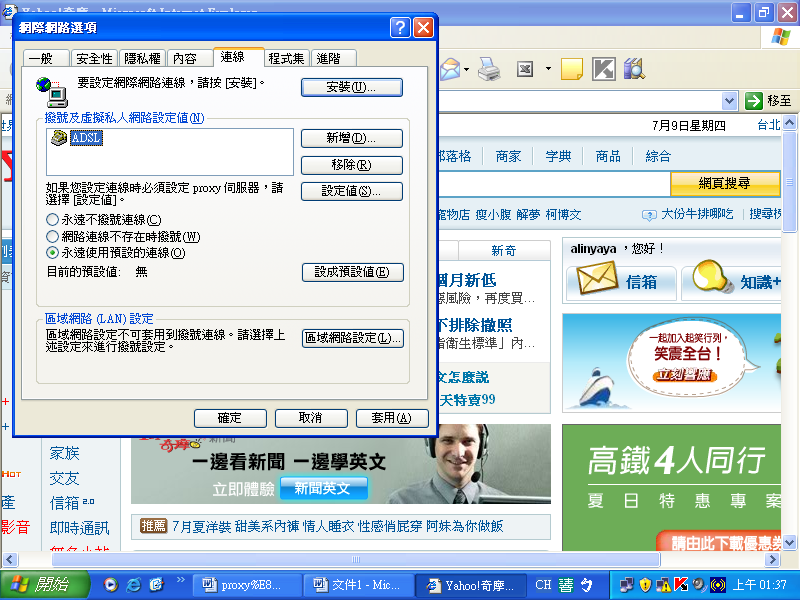 網際網路選項
一般 安全性 隱私權 內容 連線 程式集 進階
要設定網際網路連線，請按 [安裝]。
安裝(U)...
撥號及虛擬私人網路設定值(N)
ADSL
新增(D)...
移除(R)
如果您設定連線時必須設定 proxy 伺服器，請
選擇 [設定值]。
設定值(S)...
永遠不撥號連線(C)
網路連線不存在時撥號(W)
永遠使用預設的連線(O)
目前的預設值: 無
設成預設值(E)
區域網路 (LAN) 設定
區域網路設定不可套用到撥號連線。請選擇上
述設定來進行撥號設定。
區域網路設定(L)...
確定 取消 套用(A)
移至
7月9日星期四 台北
部落格 商家 字典 商品 綜合
網頁搜尋
寵物店 瘦小腹 解夢 柯博文
大份牛排哪吃
新奇
個月新低
風險，再度買...
不排除撤照
指衛生標準」內...
文怎麼說
天特賣99
alinyaya ，您好！
信箱 知識+
一起加入起笑行列，
笑震全台！
立刻響應
家族
交友
信箱 2.0
即時通訊
HOT
影音
一邊看新聞 一邊學英文
立即體驗 新聞英文
推薦 7月夏洋裝 甜美系內褲 情人睡衣 性感俏屁穿 阿妹為你做飯
高鐵4人同行
夏日特惠專案
請由此下載優惠券
開始
proxy%E8...
文件1 - Mic...
Yahoo!奇摩...
CH
上午 01:37